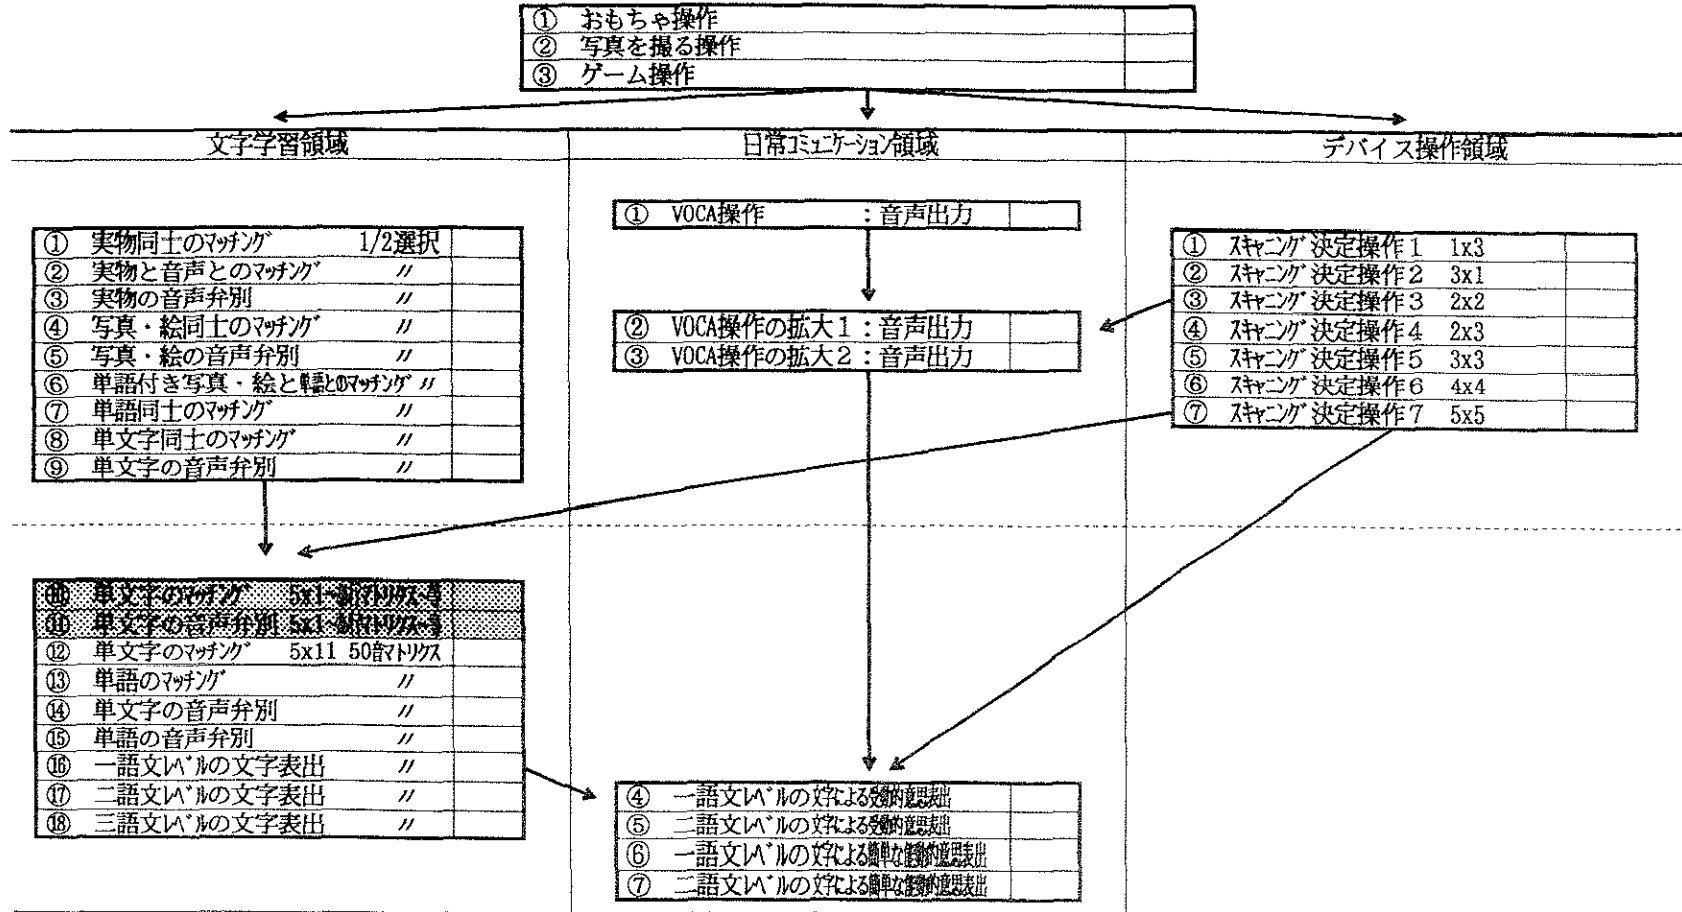 ① おもちゃ操作
② 写真を撮る操作
③ ゲーム操作
文字学習領域
日常コミュニケーション領域
デバイス操作領域
① 実物同士のマッチング 1/2選択
② 実物と音声とのマッチング 〃
③ 実物の音声弁別 〃
④ 写真・絵同士のマッチング 〃
⑤ 写真・絵の音声弁別 〃
⑥ 単語付き写真・絵と単語とのマッチング 〃
⑦ 単語同士のマッチング 〃
⑧ 単文字同士のマッチング 〃
⑨ 単文字の音声弁別 〃
① VOCA操作 :音声出力
② VOCA操作の拡大1:音声出力
③ VOCA操作の拡大2:音声出力
① スキャニング決定操作1 1x3
② スキャニング決定操作2 3x1
③ スキャニング決定操作3 2x2
④ スキャニング決定操作4 2x3
⑤ スキャニング決定操作5 3x3
⑥ スキャニング決定操作6 4x4
⑦ スキャニング決定操作7 5x5
⑩ 単文字のマッチング 5x1~
⑪ 単文字の音声弁別 5x1~
⑫ 単文字のマッチング 5x11 50音マトリクス
⑬ 単語のマッチング 〃
⑭ 単文字の音声弁別 〃
⑮ 単語の音声弁別 〃
⑯ 一語文レベルの文字表出 〃
⑰ 二語文レベルの文字表出 〃
⑱ 三語文レベルの文字表出 〃
④ 一語文レベルの文字による受動的意思表出
⑤ 二語文レベルの文字による受動的意思表出
⑥ 一語文レベルの文字による簡単な能動的意思表出
⑦ 二語文レベルの文字による簡単な能動的意思表出